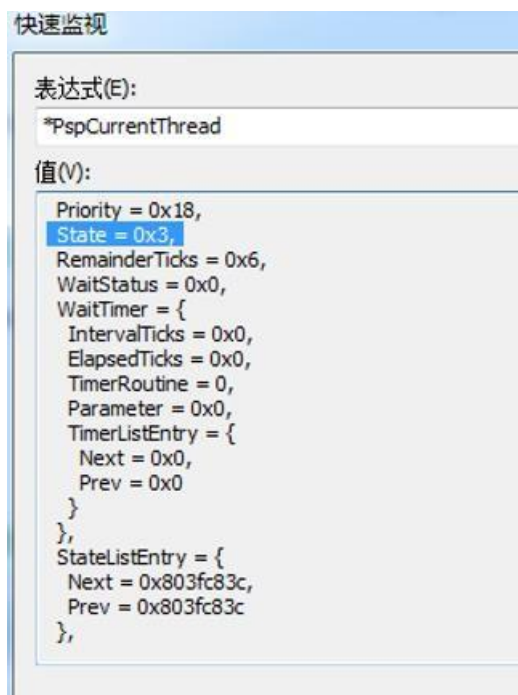 快速监视
表达式(E):
*PspCurrentThread
值(V):
Priority = 0x18,
State = 0x3,
RemainderTicks = 0x6,
WaitStatus = 0x0,
WaitTimer = {
IntervalTicks = 0x0,
ElapsedTicks = 0x0,
TimerRoutine = 0,
Parameter = 0x0,
TimerListEntry = {
Next = 0x0,
Prev = 0x0
}
},
StateListEntry = {
Next = 0x803fc83c,
Prev = 0x803fc83c
},